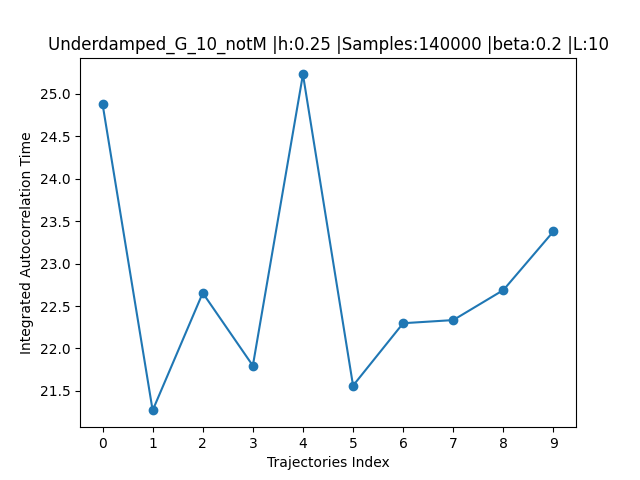 Underdamped_G_10_notM |h:0.25 |Samples:140000 |beta:0.2 |L:10
25.0
24.5
24.0
23.5
23.0
22.5
22.0
21.5
Integrated Autocorrelation Time
0 1 2 3 4 5 6 7 8 9
Trajectories Index